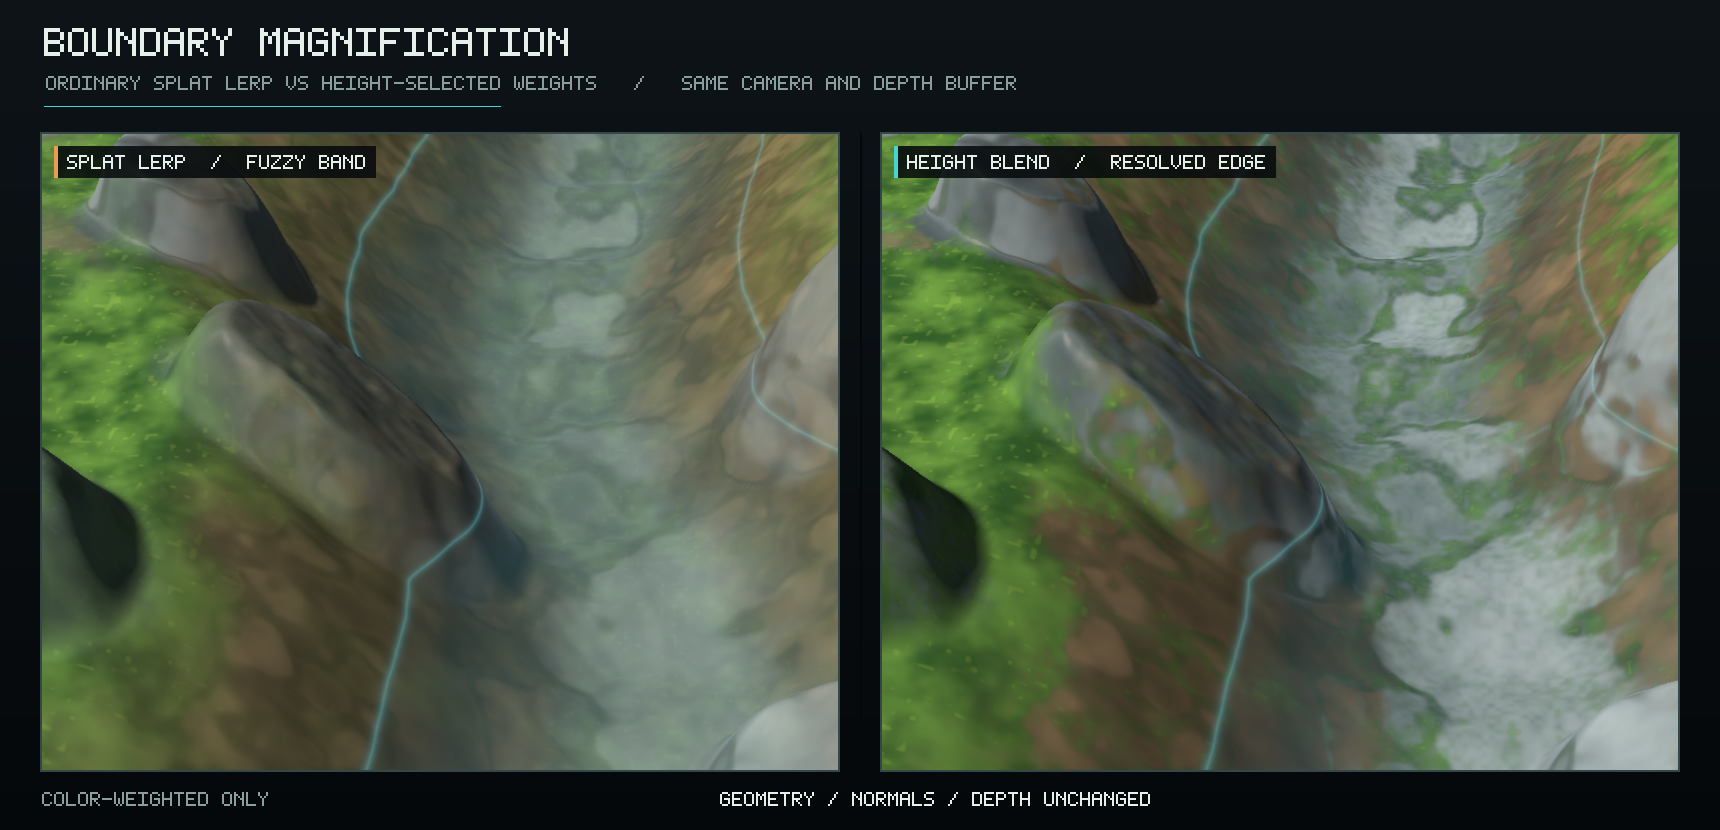 BOUNDARY MAGNIFICATION
ORDINARY SPLAT LERP VS HEIGHT-SELECTED WEIGHTS / SAME CAMERA AND DEPTH BUFFER
SPLAT LERP / FUZZY BAND
HEIGHT BLEND / RESOLVED EDGE
COLOR-WEIGHTED ONLY
GEOMETRY / NORMALS / DEPTH UNCHANGED